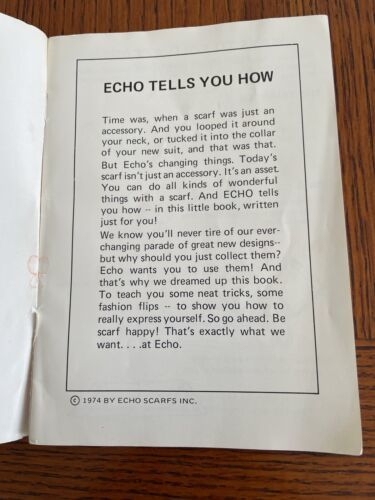 ECHO TELLS YOU HOW
Time was, when a scarf was just an
accessory. And you looped it around
your neck, or tucked it into the collar
of your new suit, and that was that.
But Echo's changing things. Today's
scarf isn't just an accessory. It's an asset.
You can do all kinds of wonderful
things with a scarf. And ECHO tells
you how -- in this little book, written
just for you!
We know you'll never tire of our ever-
changing parade of great new designs--
but why should you just collect them?
Echo wants you to use them! And
that's why we dreamed up this book.
To teach you some neat tricks, some
fashion flips -- to show you how to
really express yourself. So go ahead. Be
scarf happy! That's exactly what we
want. . . .at Echo.
© 1974 BY ECHO SCARFS INC.